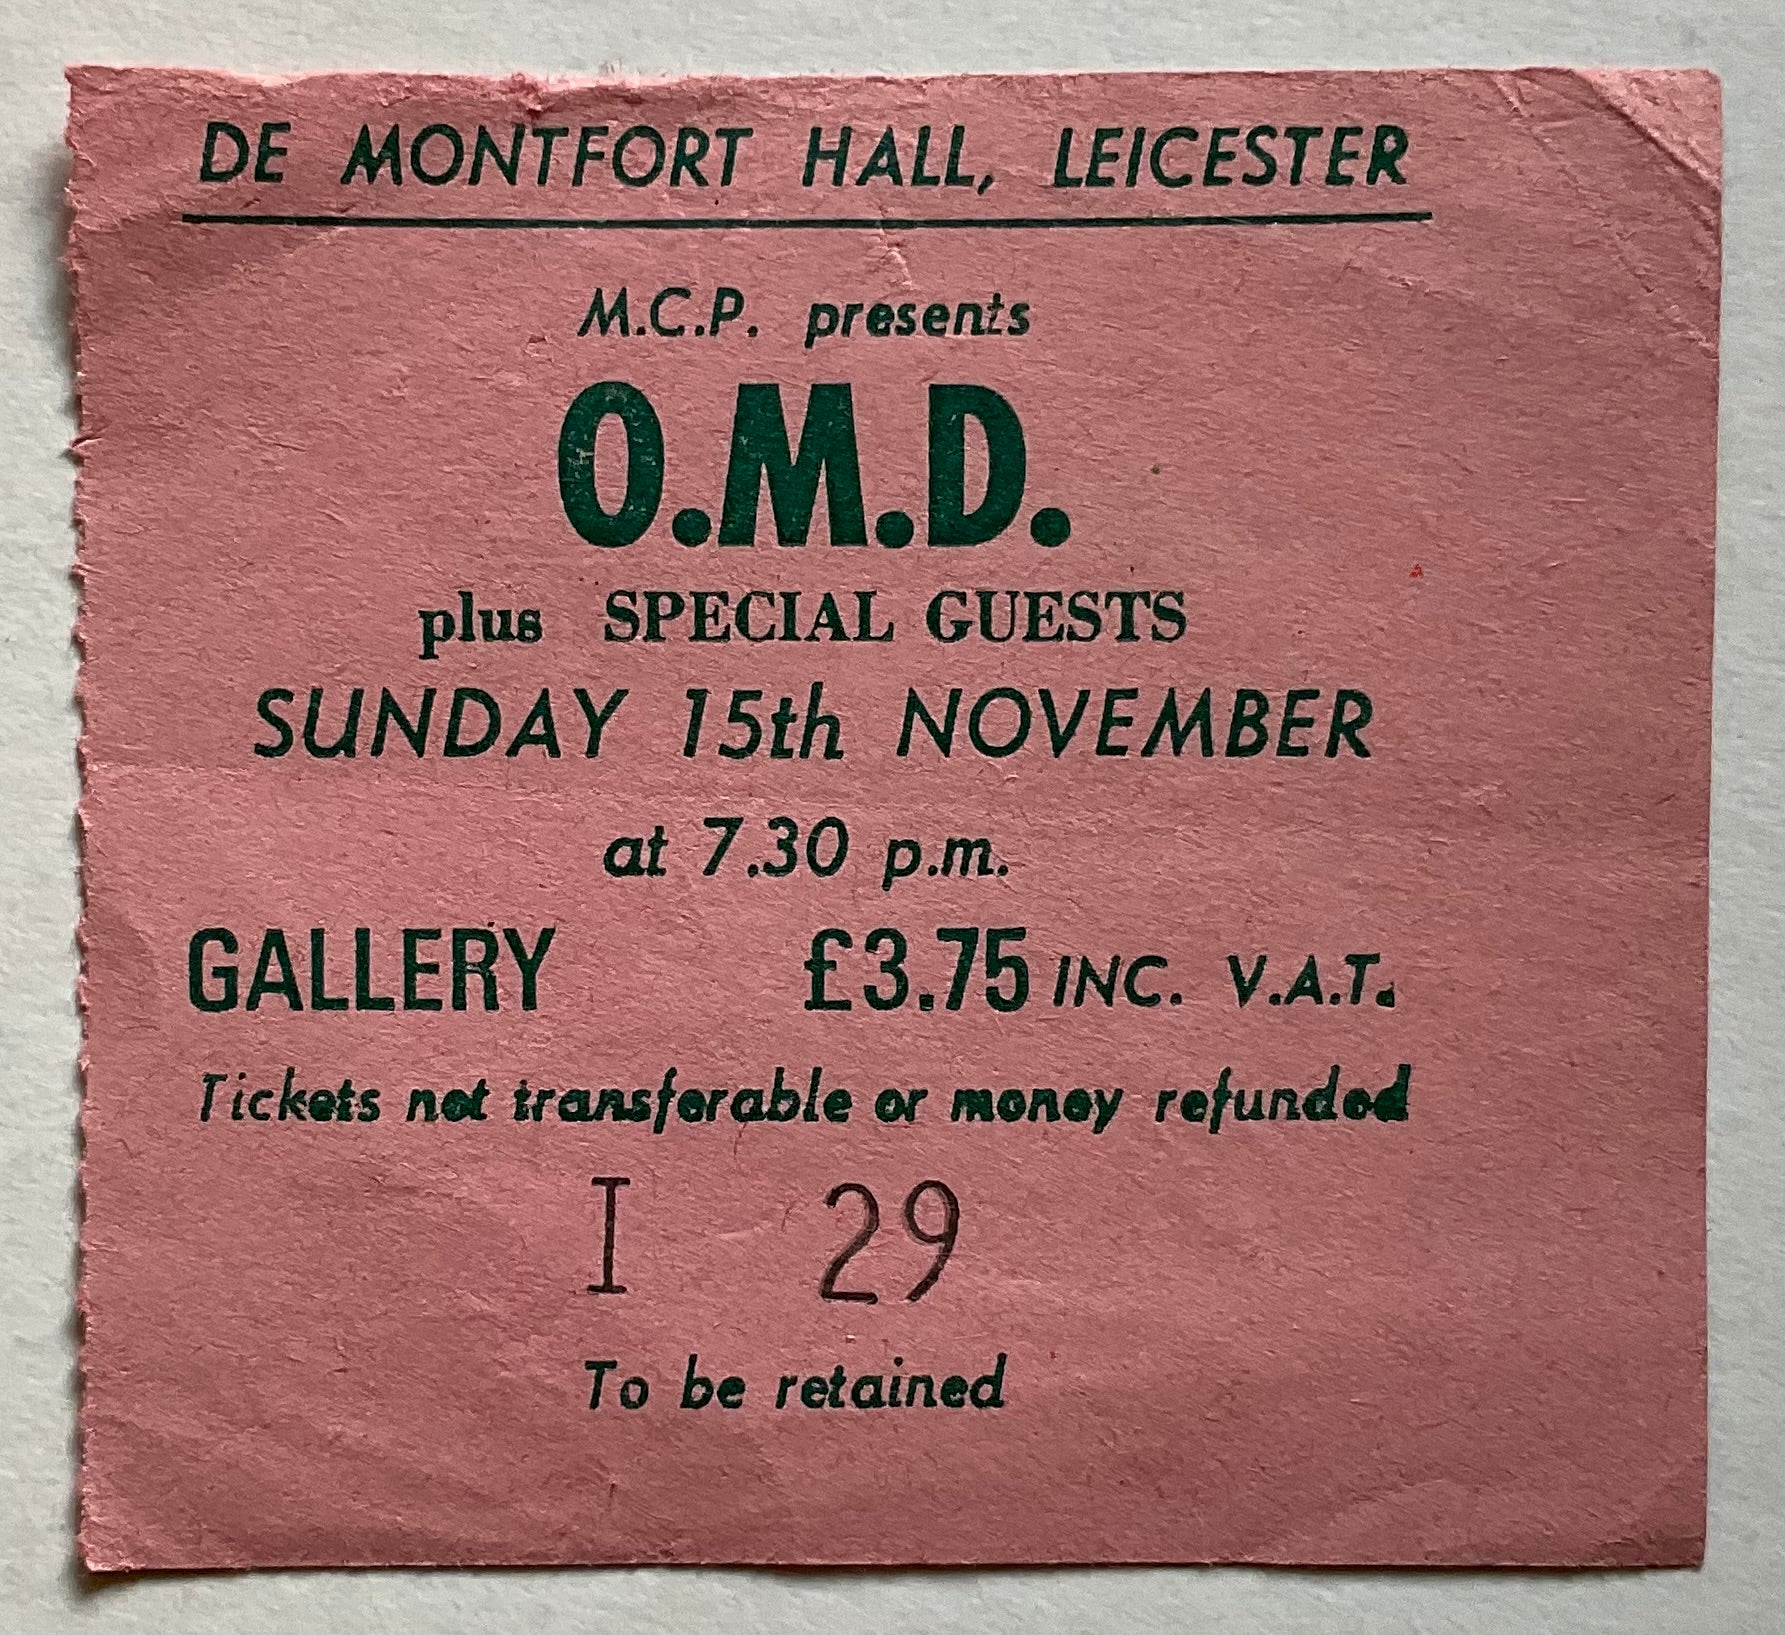 DE MONTFORT HALL, LEICESTER
M.C.P. presents
O.M.D.
plus SPECIAL GUESTS
SUNDAY 15th NOVEMBER
at 7.30 p.m.
GALLERY £3.75 INC. V.A.T.
Tickets not transferable or money refunded
I 29
To be retained